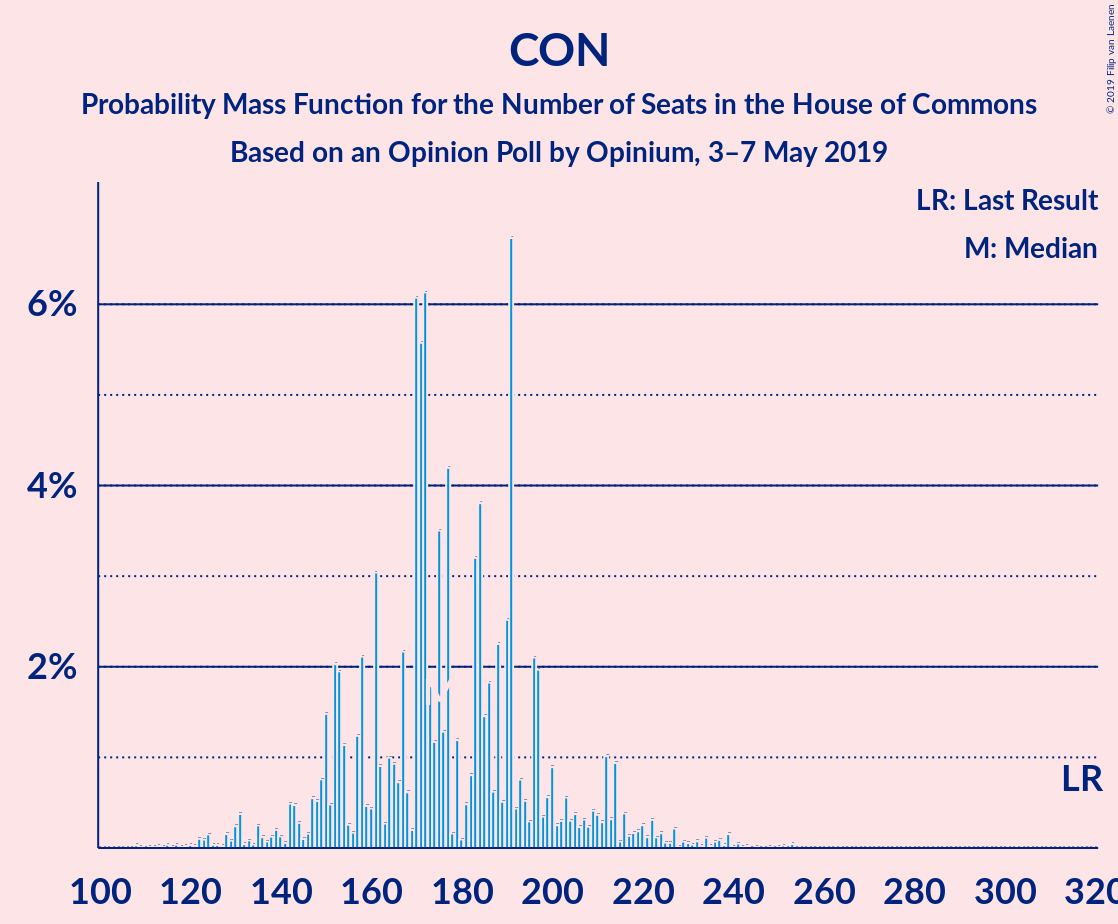 CON
Probability Mass Function for the Number of Seats in the House of Commons
Based on an Opinion Poll by Opinium, 3–7 May 2019
© 2019 Filip van Laenen
LR: Last Result
M: Median
6%
4%
2%
LR
100 120 140 160 180 200 220 240 260 280 300 320